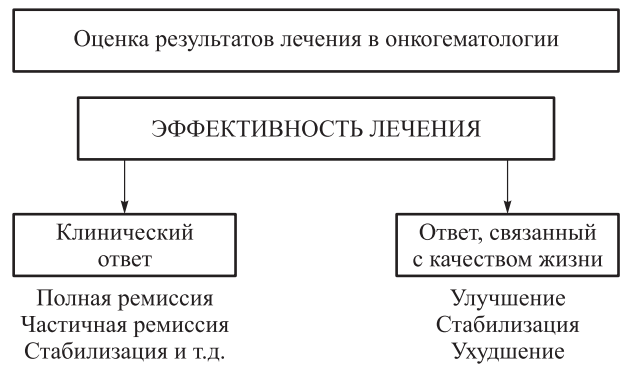 Оценка результатов лечения в онкогематологии
ЭФФЕКТИВНОСТЬ ЛЕЧЕНИЯ
Клинический
ответ
Полная ремиссия
Частичная ремиссия
Стабилизация и т.д.
Ответ, связанный
с качеством жизни
Улучшение
Стабилизация
Ухудшение